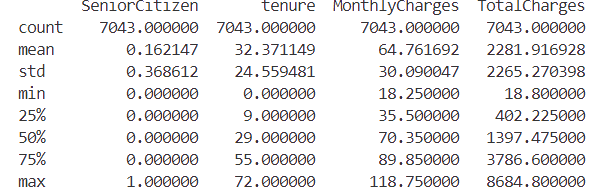 SeniorCitizen tenure MonthlyCharges TotalCharges
count 7043.000000 7043.000000 7043.000000 7043.000000
mean 0.162147 32.371149 64.761692 2281.916928
std 0.368612 24.559481 30.090047 2265.270398
min 0.000000 0.000000 18.250000 18.800000
25% 0.000000 9.000000 35.500000 402.225000
50% 0.000000 29.000000 70.350000 1397.475000
75% 0.000000 55.000000 89.850000 3786.600000
max 1.000000 72.000000 118.750000 8684.800000